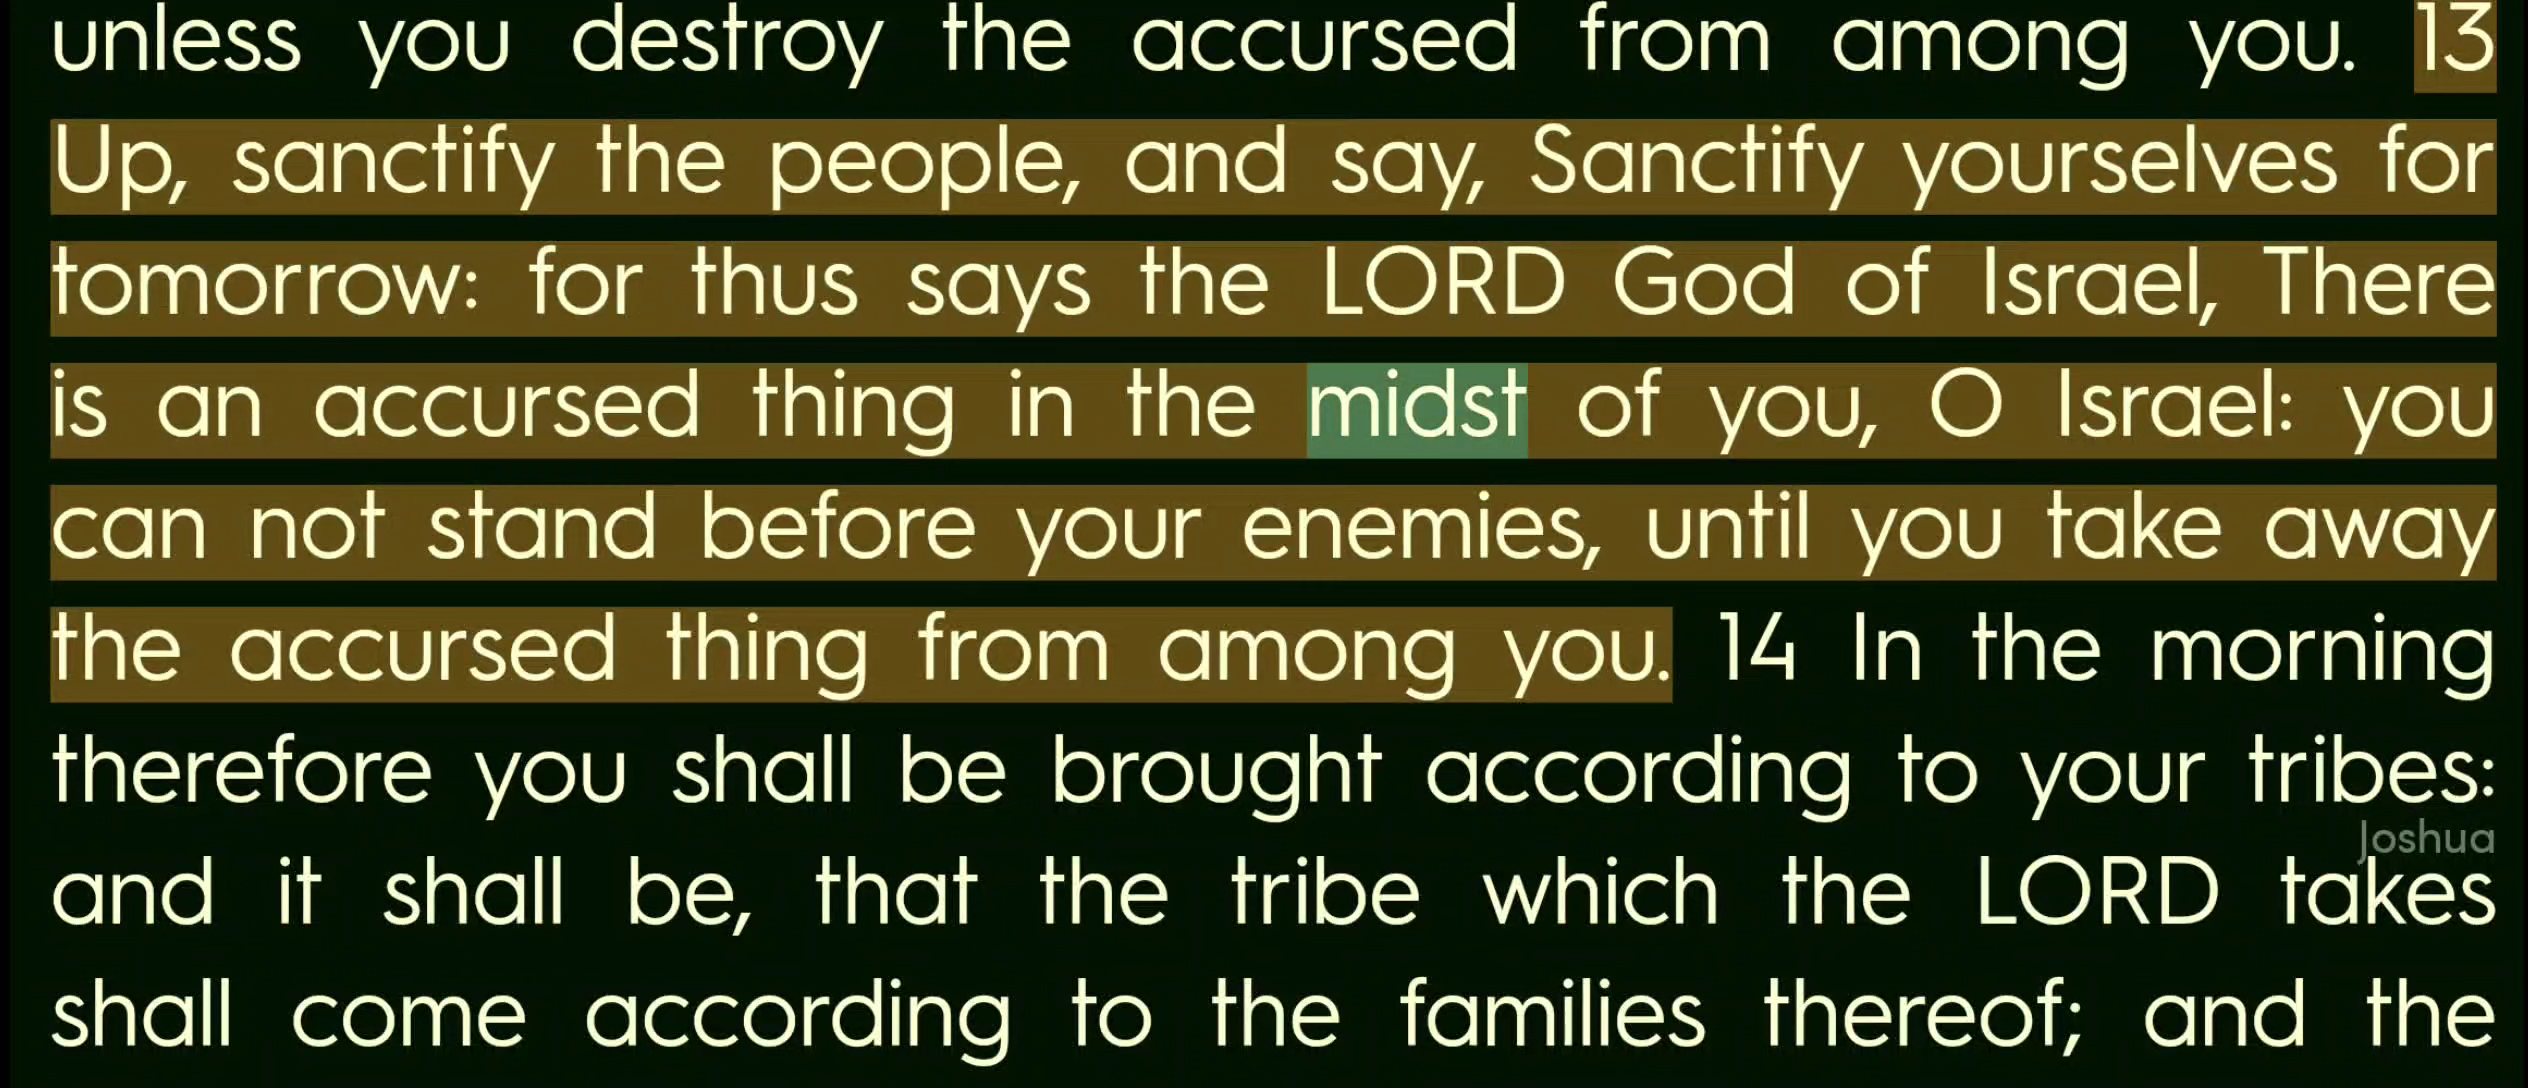 unless you destroy the accursed from among you. 13
Up, sanctify the people, and say, Sanctify yourselves for
tomorrow: for thus says the LORD God of Israel, There
is an accursed thing in the midst of you, O Israel: you
can not stand before your enemies, until you take away
the accursed thing from among you. 14 In the morning
therefore you shall be brought according to your tribes:
Joshua
and it shall be, that the tribe which the LORD takes
shall come according to the families thereof; and the